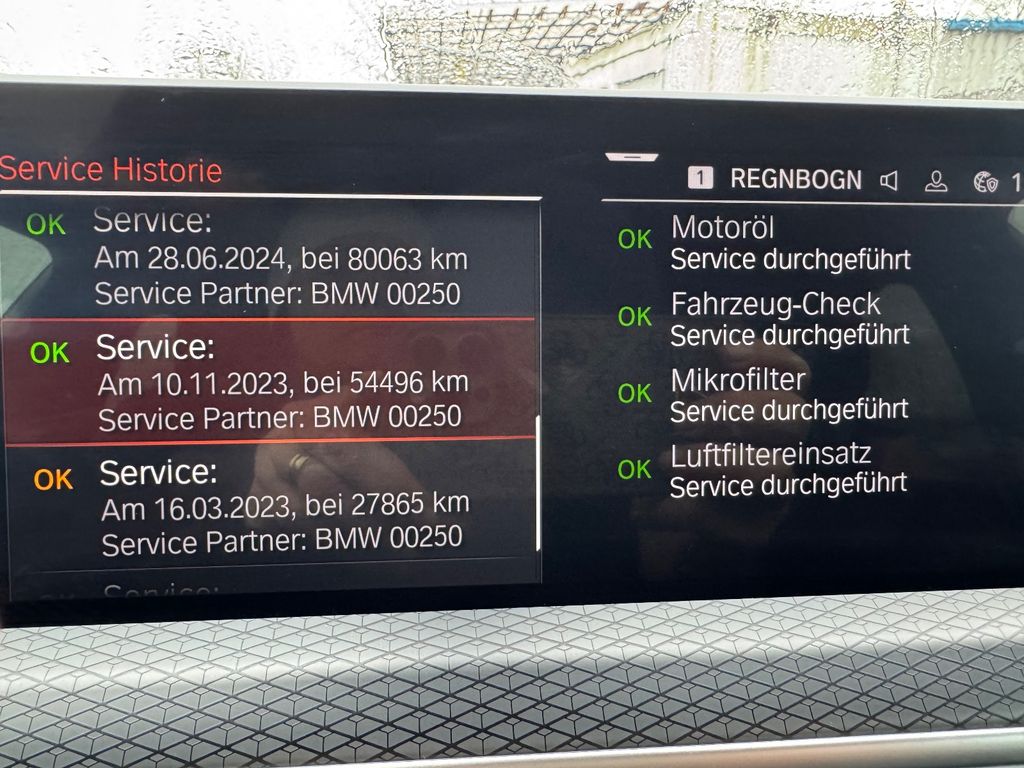 Service Historie
OK Service:
Am 28.06.2024, bei 80063 km
Service Partner: BMW 00250
OK Service:
Am 10.11.2023, bei 54496 km
Service Partner: BMW 00250
OK Service:
Am 16.03.2023, bei 27865 km
Service Partner: BMW 00250
Service:
1 REGNBOGN 1
OK Motoröl
Service durchgeführt
OK Fahrzeug-Check
Service durchgeführt
OK Mikrofilter
Service durchgeführt
OK Luftfiltereinsatz
Service durchgeführt